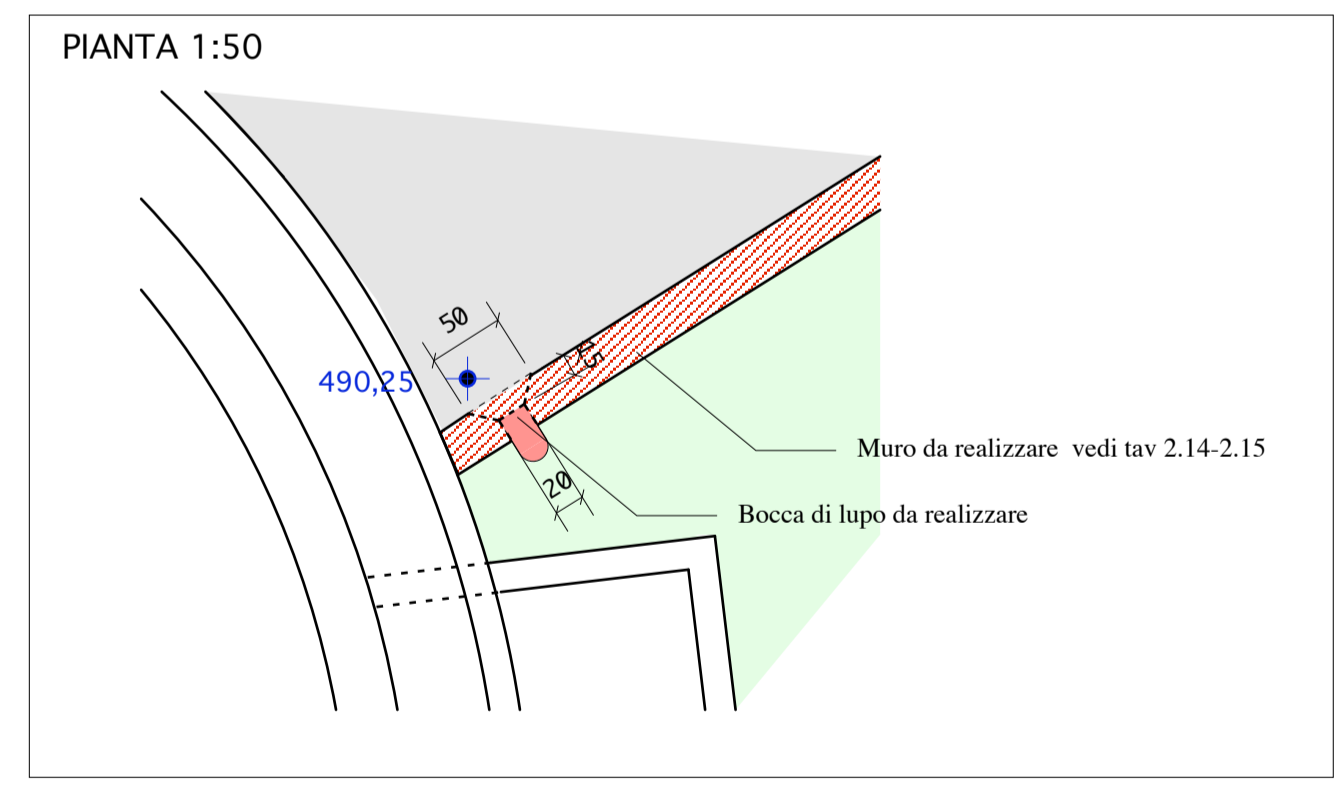 PIANTA 1:50
50
490,25
15
Muro da realizzare vedi tav 2.14-2.15
20
Bocca di lupo da realizzare